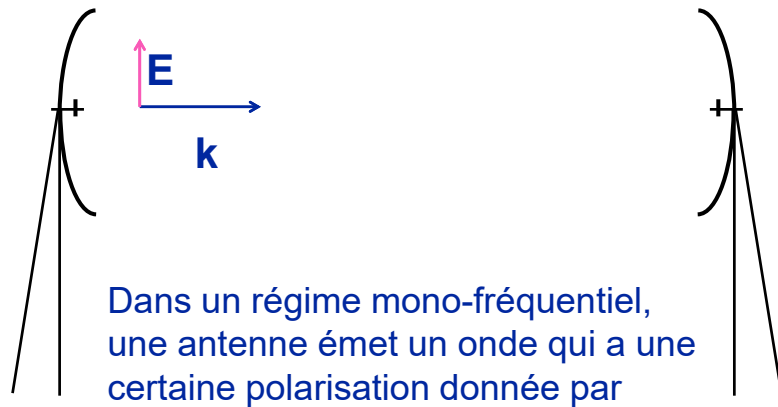 E
k
Dans un régime mono-fréquentiel,
une antenne émet un onde qui a une
certaine polarisation donnée par